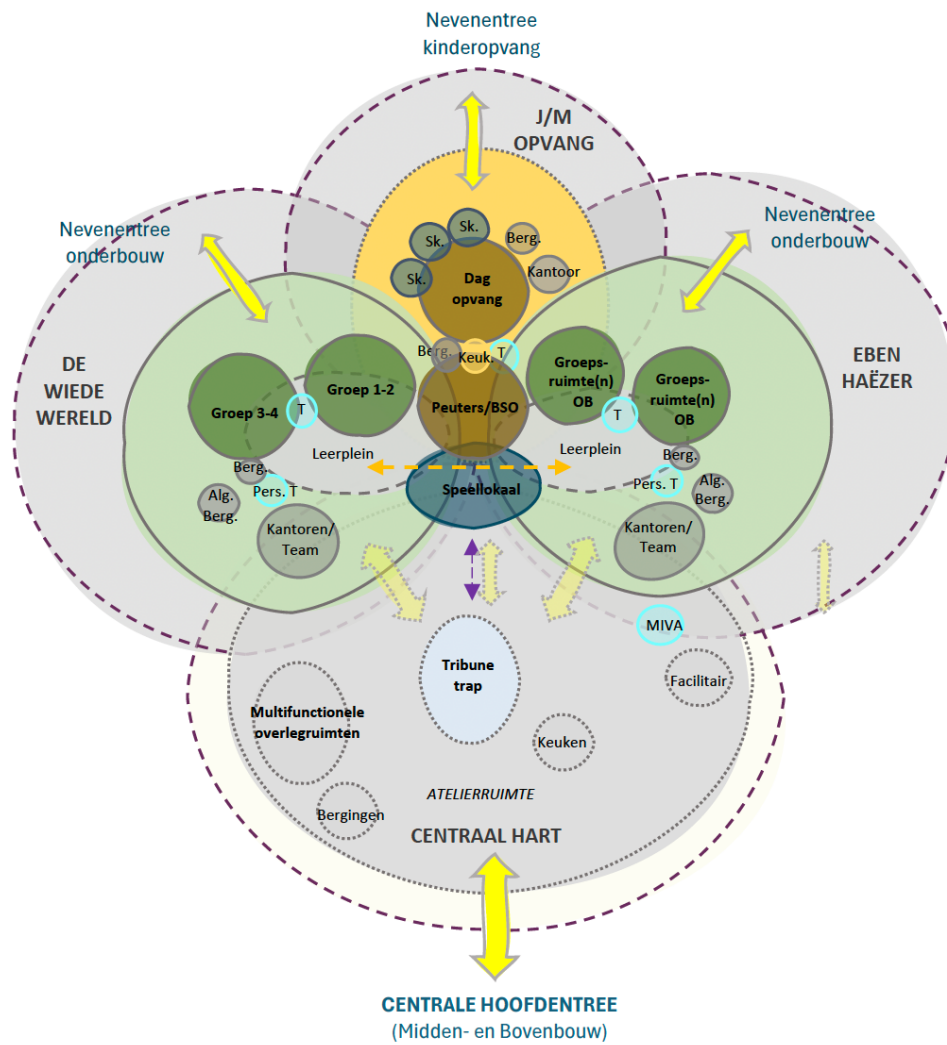 Nevenentree
kinderopvang
J/M
OPVANG
Nevenentree
onderbouw
Nevenentree
onderbouw
Sk.
Sk.
Sk.
Berg.
Kantoor
Dag
opvang
DE
WIEDE
WERELD
EBEN
HAËZER
Berg.
Keuk.
T
Groep 3-4
T
Groep 1-2
Peuters/BSO
Groeps-
ruimte(n)
OB
T
Groeps-
ruimte(n)
OB
Leerplein
Leerplein
Berg.
Pers. T
Alg.
Berg.
Kantoren/
Team
Speellokaal
Berg.
Pers. T
Alg.
Berg.
Kantoren/
Team
MIVA
Tribune
trap
Facilitair
Multifunctionele
overlegruimten
Keuken
ATELIERRUIMTE
Bergingen
CENTRAAL HART
CENTRALE HOOFDENTREE
(Midden- en Bovenbouw)